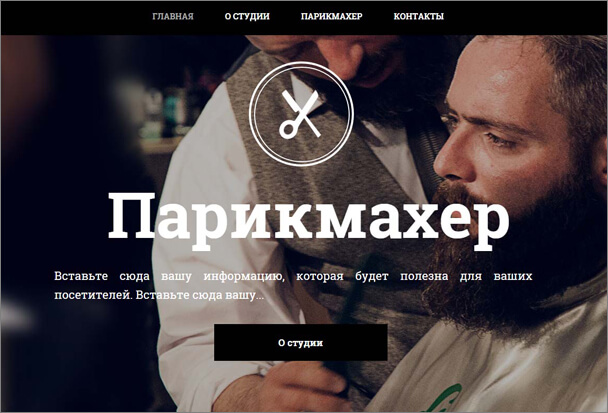 ГЛАВНАЯ О СТУДИИ ПАРИКМАХЕР КОНТАКТЫ
Парикмахер
Вставьте сюда вашу информацию, которая будет полезна для ваших
посетителей. Вставьте сюда вашу...
О студии